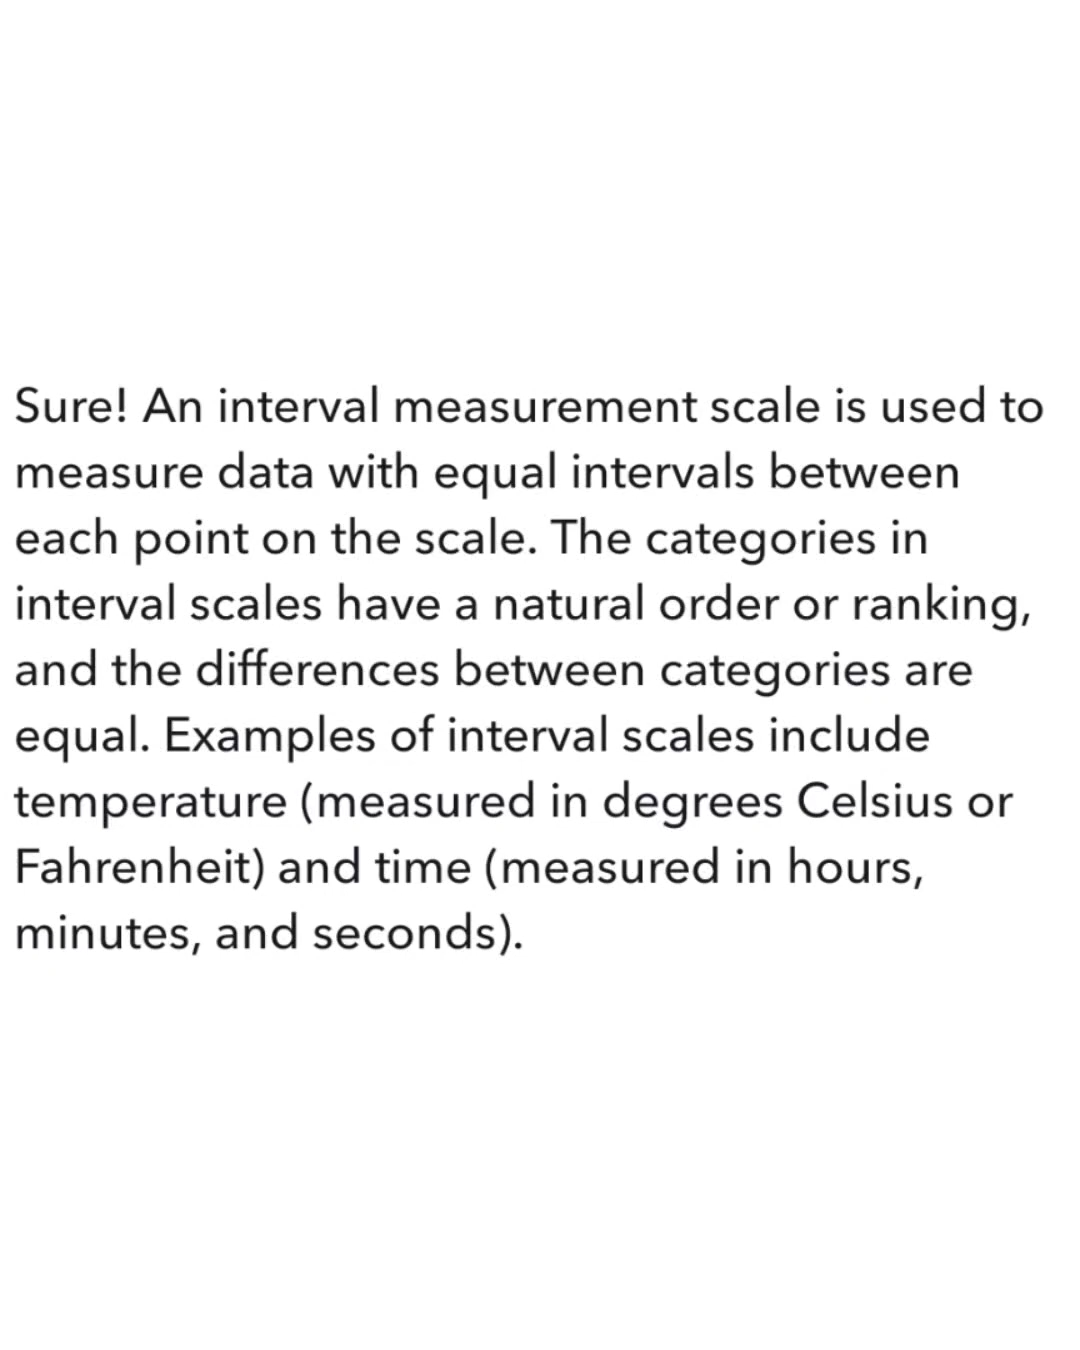 Sure! An interval measurement scale is used to
measure data with equal intervals between
each point on the scale. The categories in
interval scales have a natural order or ranking,
and the differences between categories are
equal. Examples of interval scales include
temperature (measured in degrees Celsius or
Fahrenheit) and time (measured in hours,
minutes, and seconds).